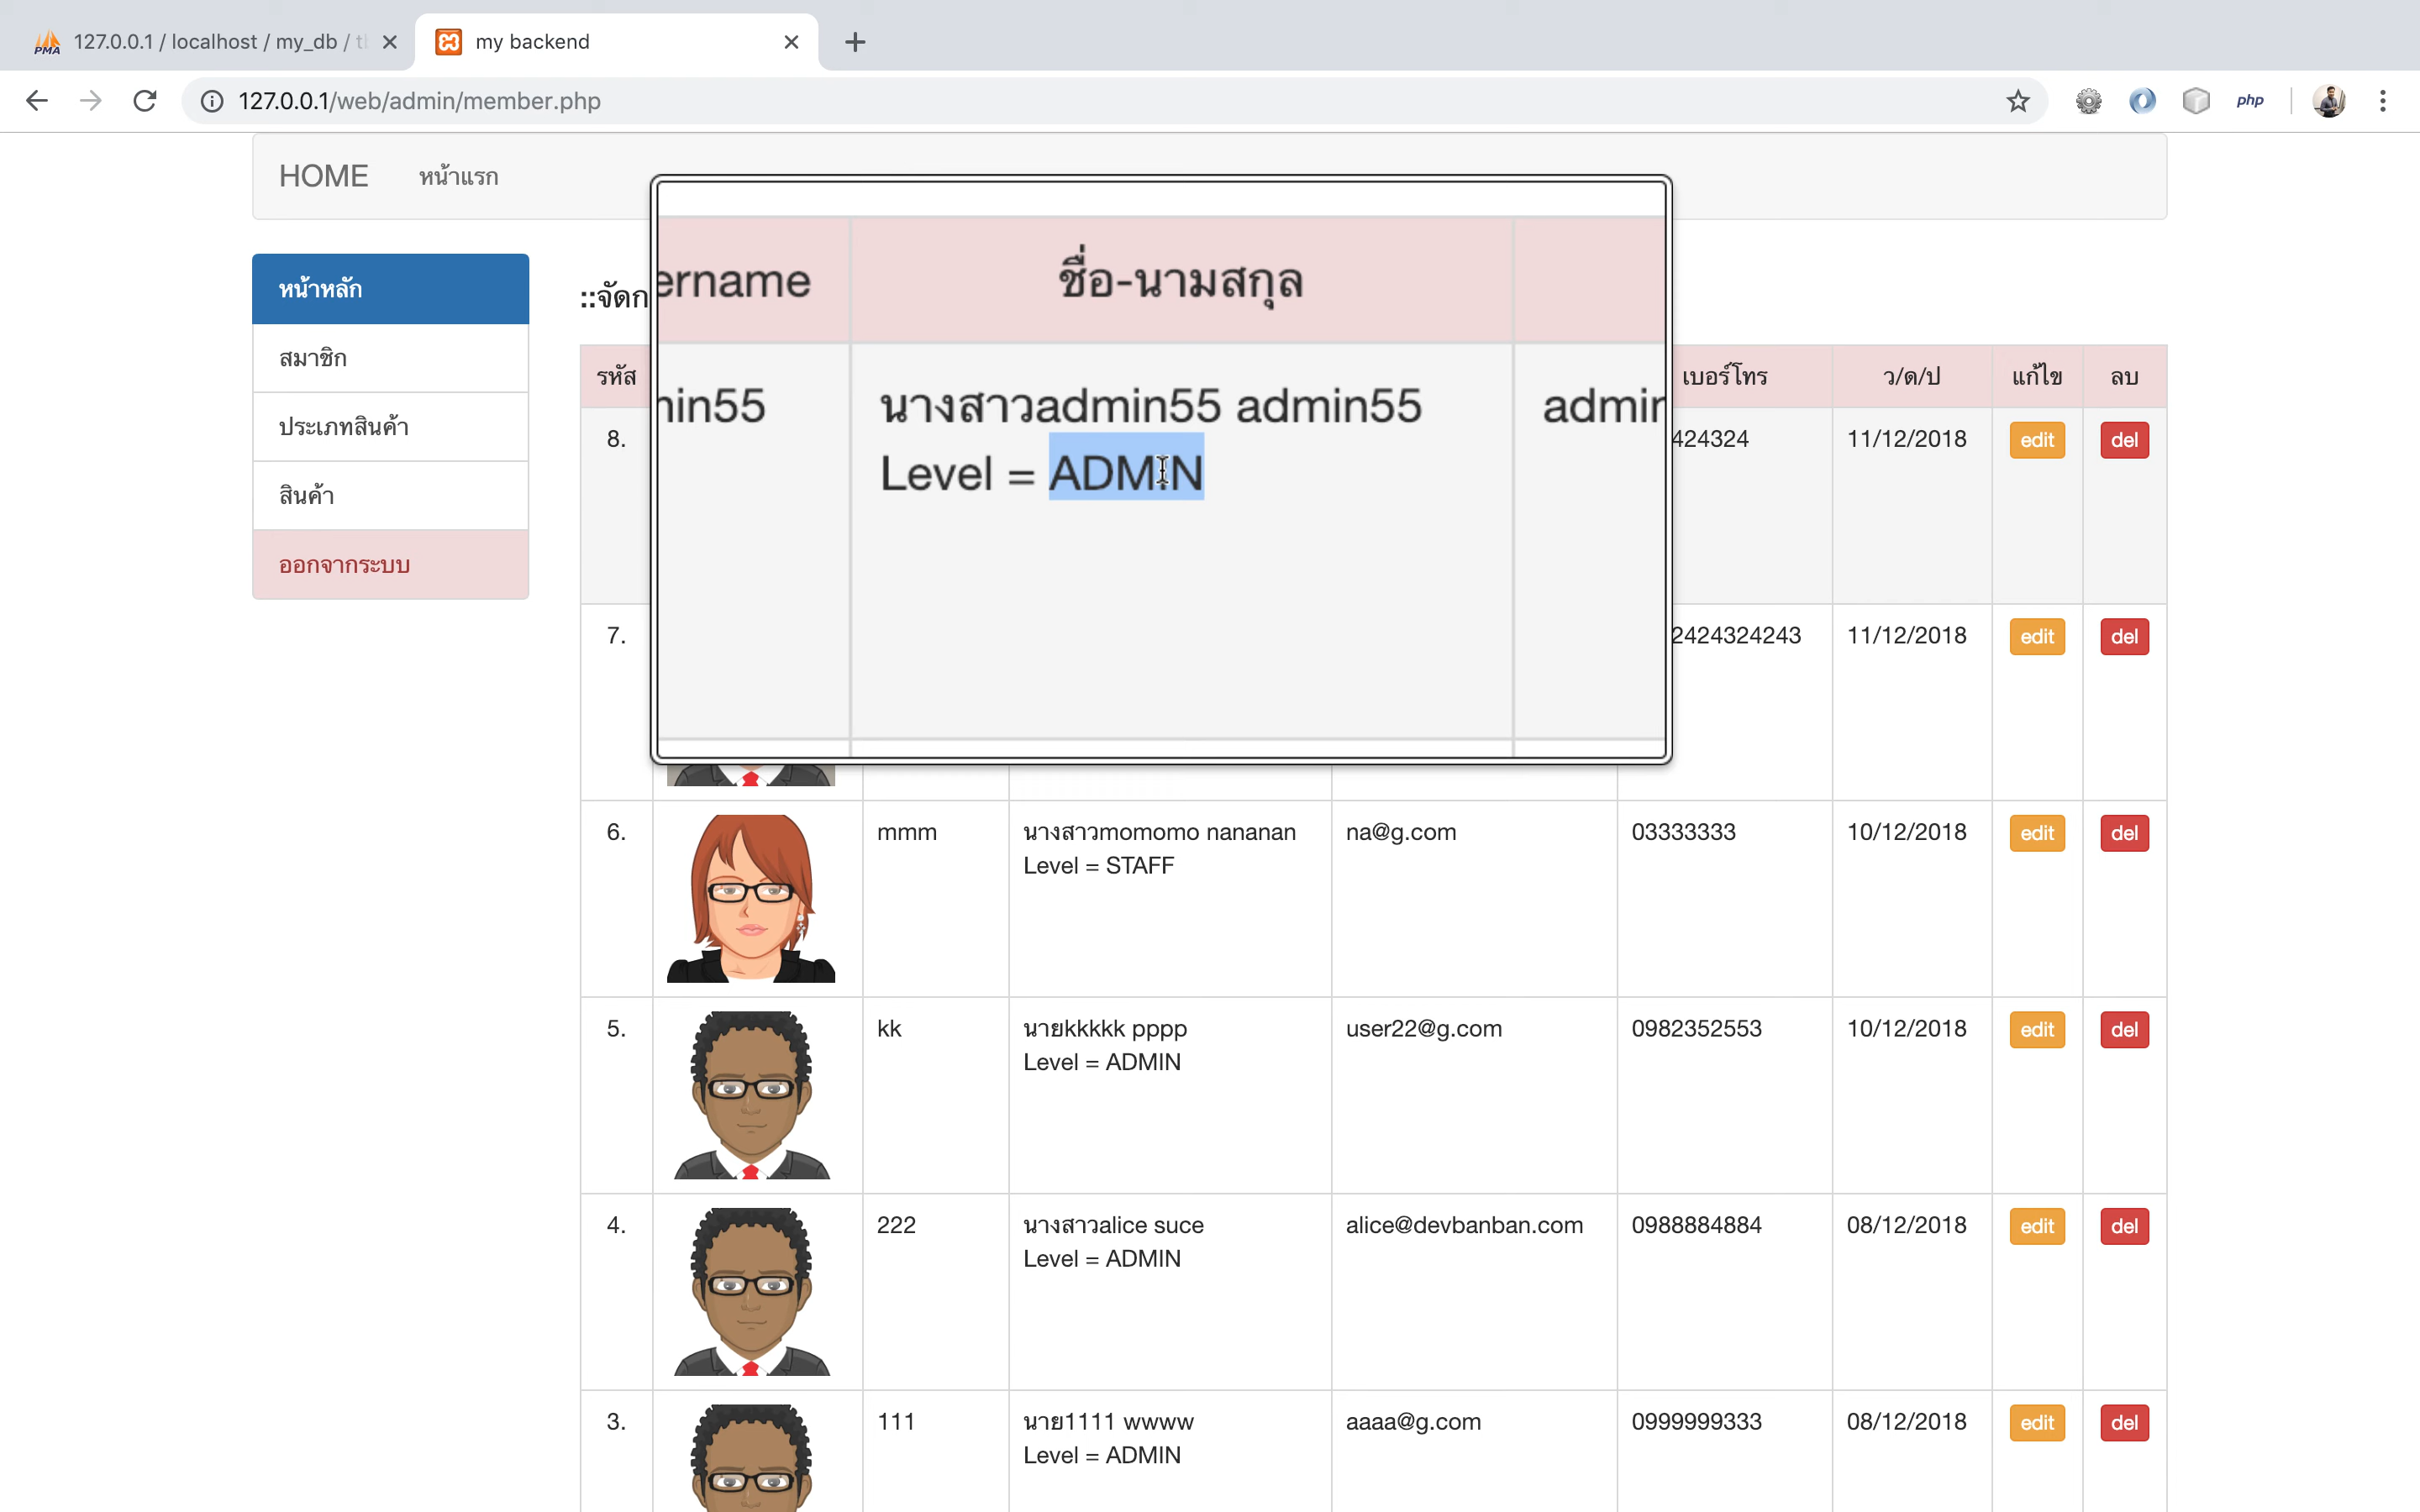 127.0.0.1 / localhost / my_db /
my backend
127.0.0.1/web/admin/member.php
php
HOME หน้าแรก
หน้าหลัก
สมาชิก
ประเภทสินค้า
สินค้า
ออกจากระบบ
::จัดก
ername ชื่อ-นามสกุล
min55 นางสาวadmin55 admin55 admin
Level = ADMIN
รหัส เบอร์โทร ว/ด/ป แก้ไข ลบ
8. 424324 11/12/2018 edit del
7. 2424324243 11/12/2018 edit del
6. mmm นางสาวmomomo nananan na@g.com 03333333 10/12/2018 edit del
Level = STAFF
5. kk นายkkkkk pppp user22@g.com 0982352553 10/12/2018 edit del
Level = ADMIN
4. 222 นางสาวalice suce alice@devbanban.com 0988884884 08/12/2018 edit del
Level = ADMIN
3. 111 นาย1111 wwww aaaa@g.com 0999999333 08/12/2018 edit del
Level = ADMIN